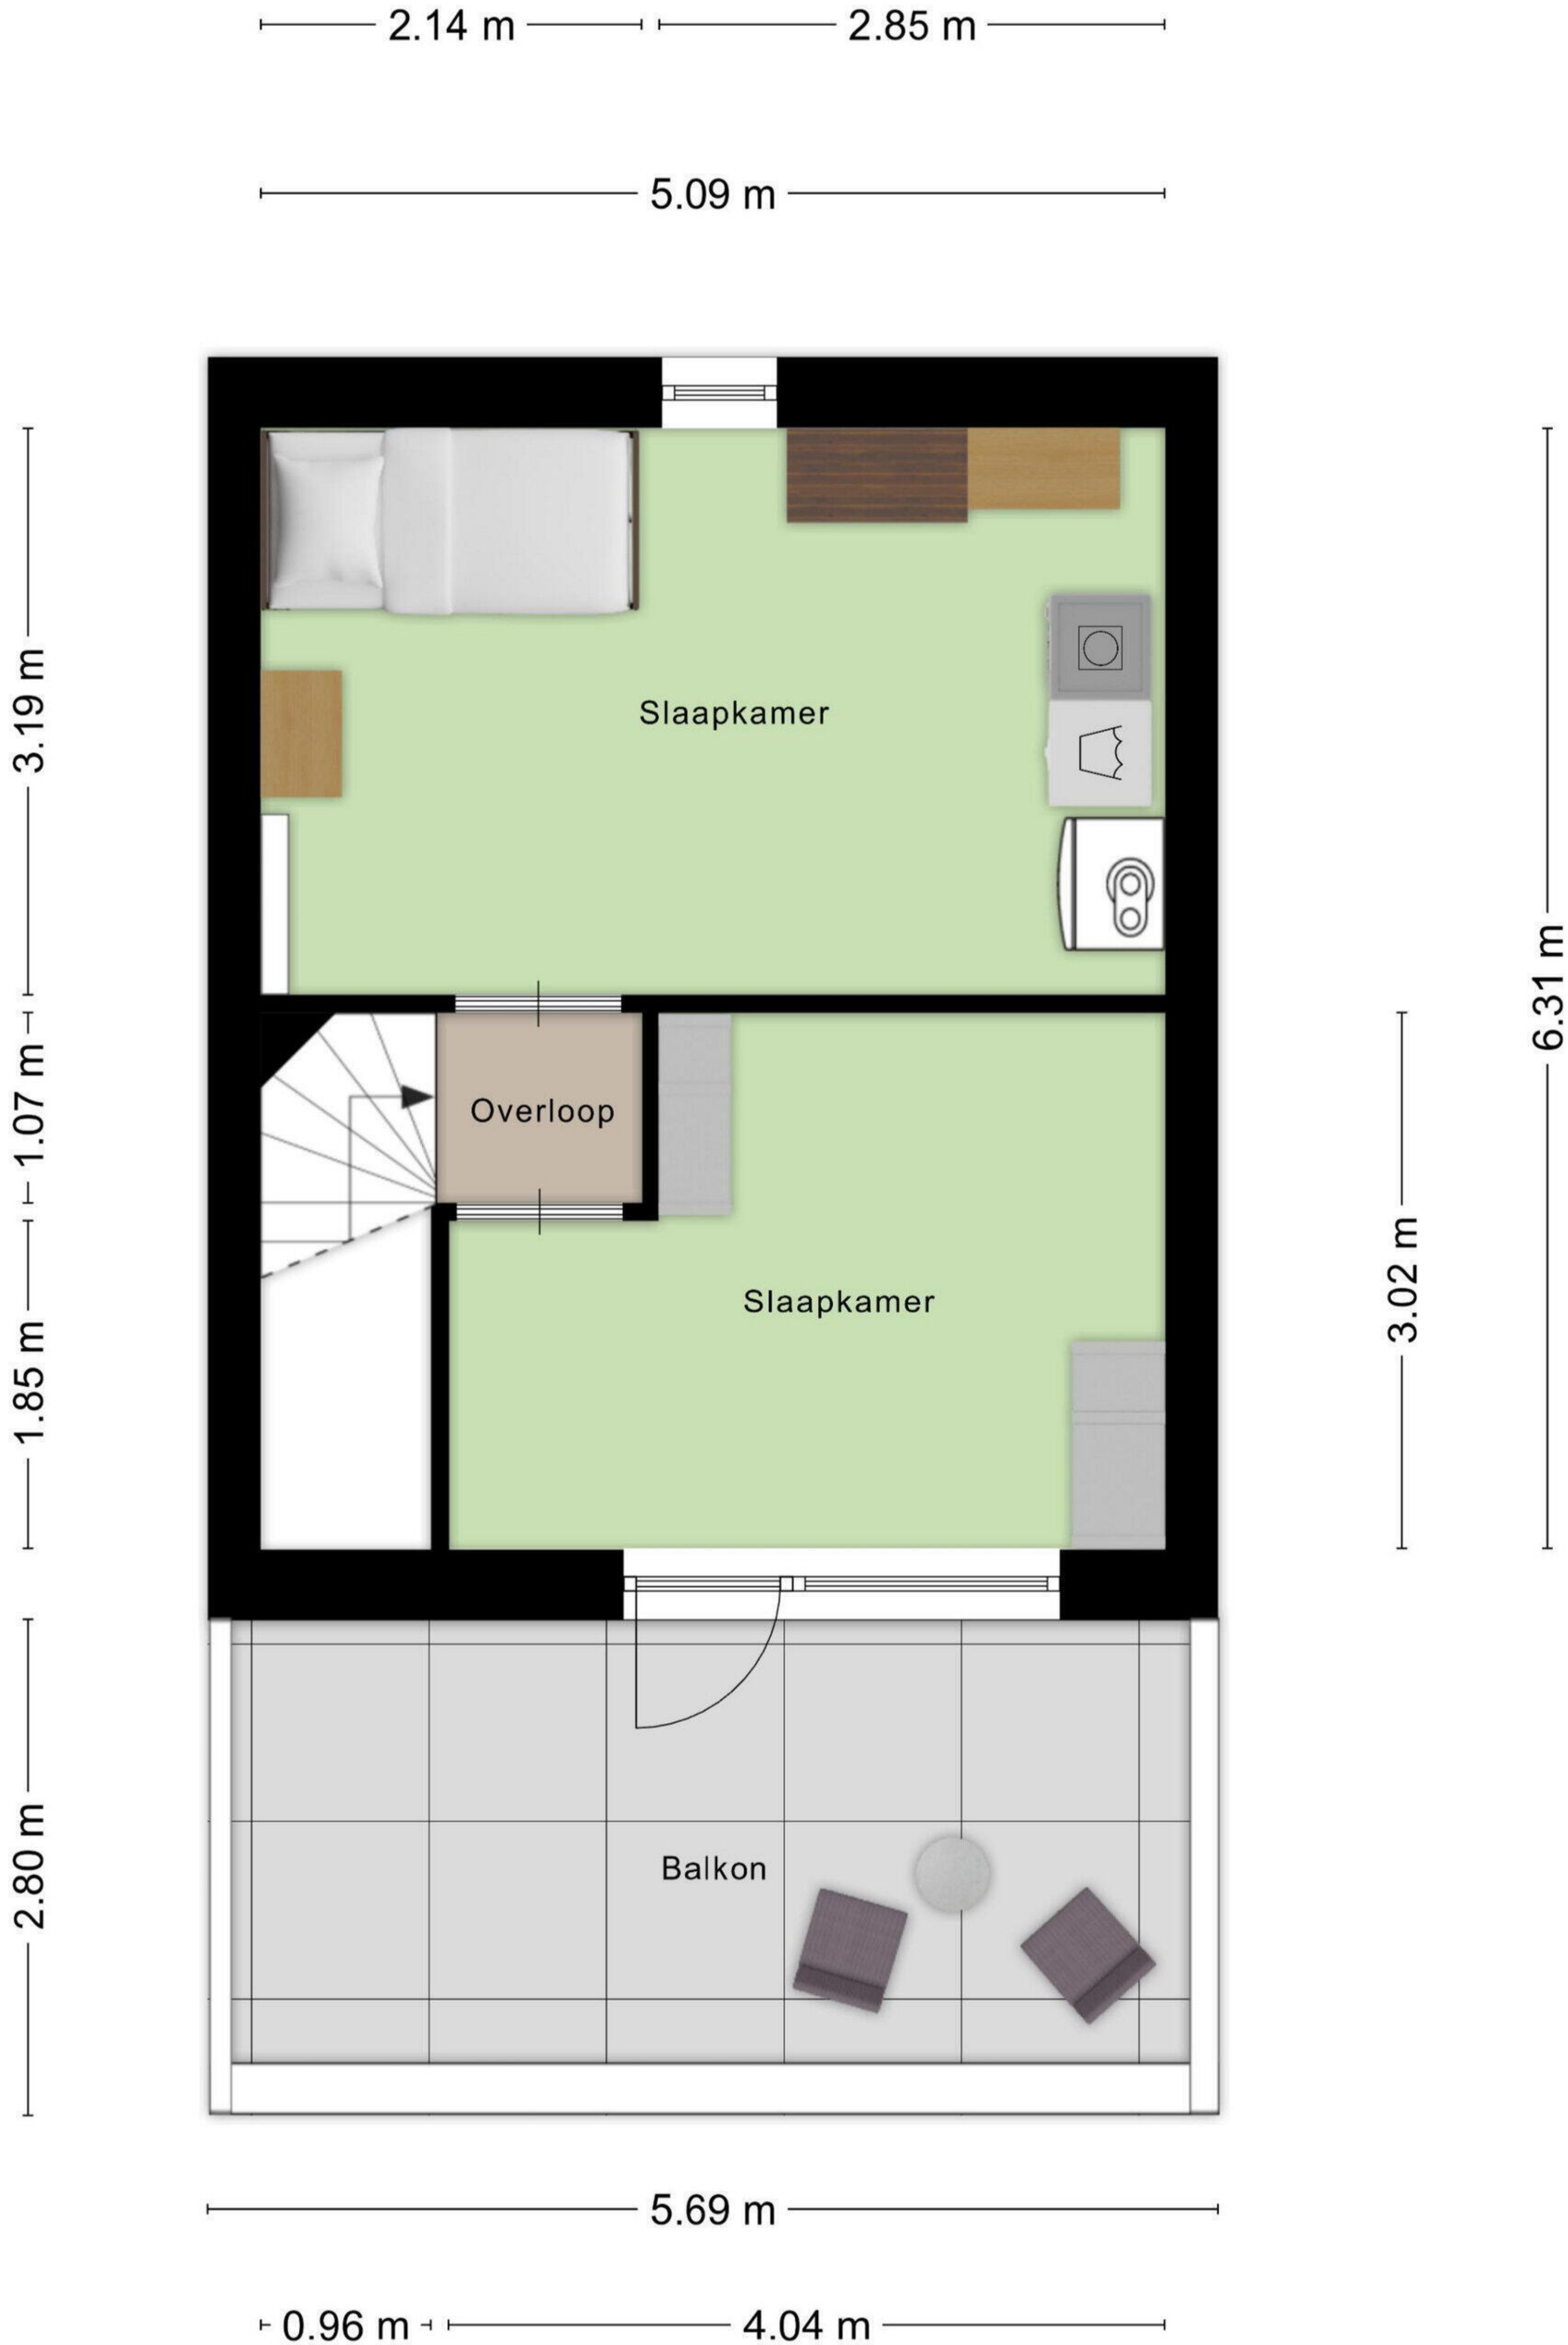 2.14 m
2.85 m
5.09 m
3.19 m
Slaapkamer
6.31 m
1.07 m
Overloop
3.02 m
Slaapkamer
1.85 m
2.80 m
Balkon
5.69 m
0.96 m
4.04 m